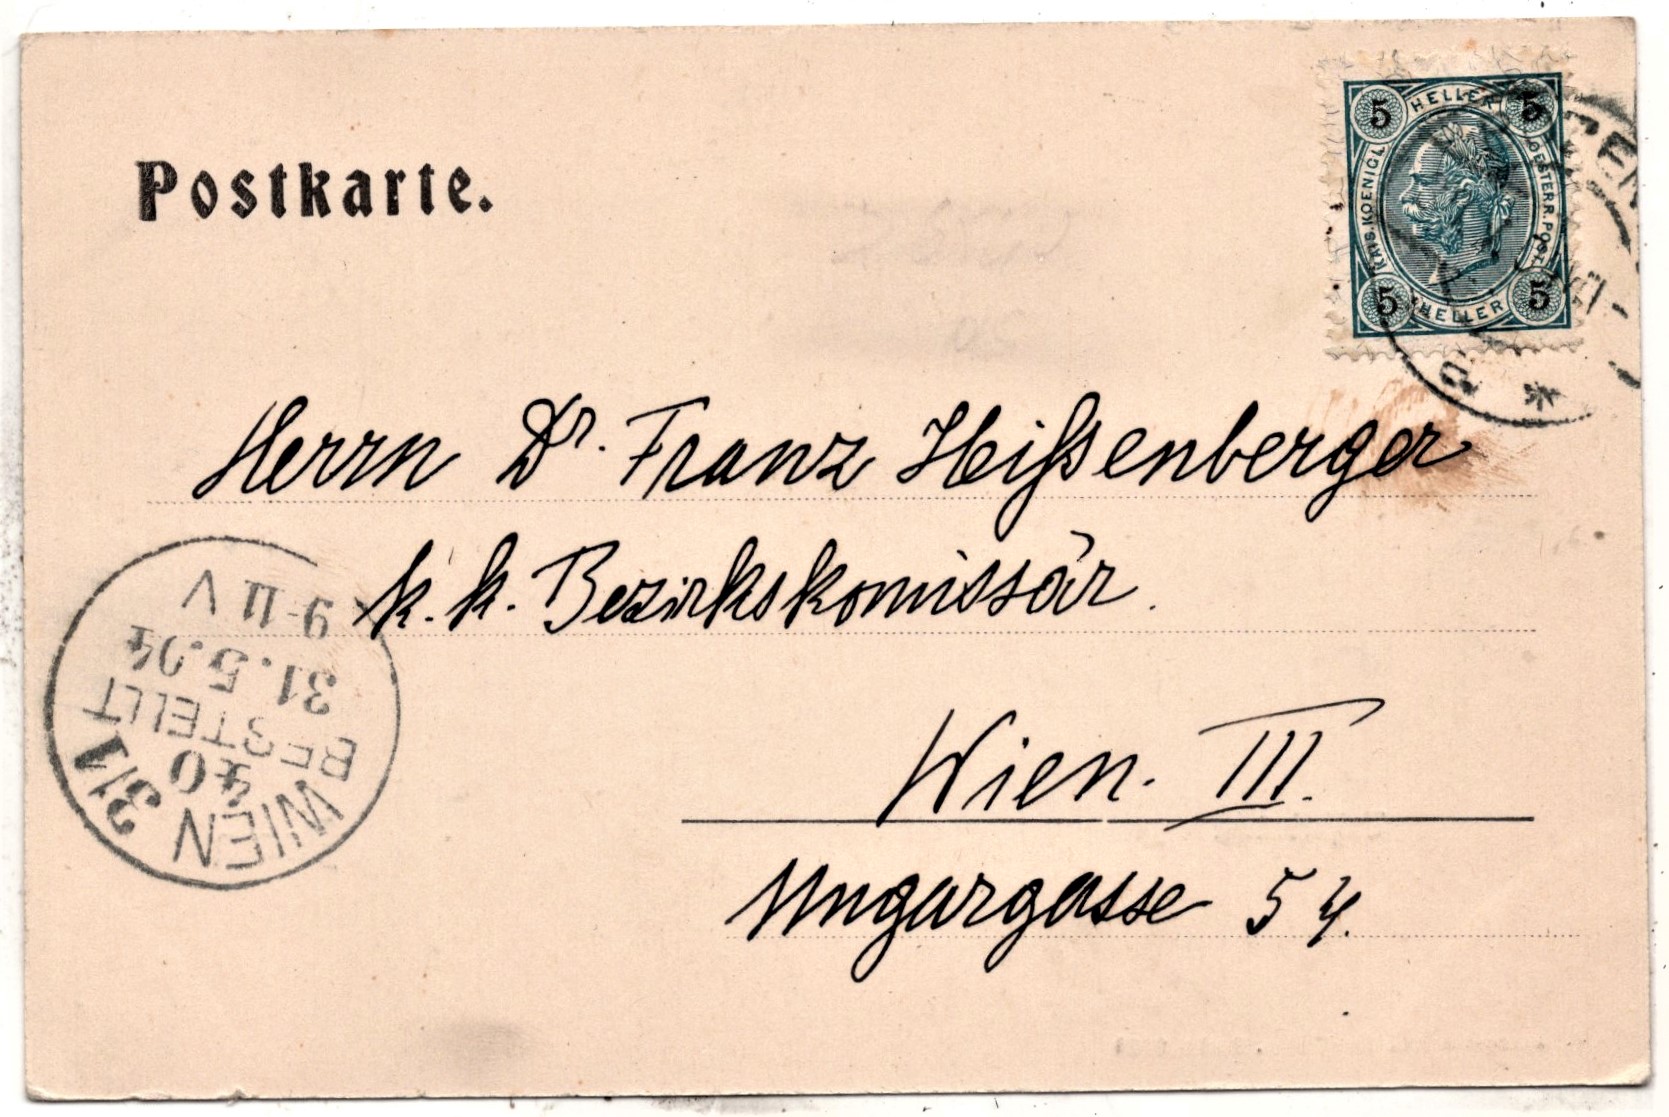 Postkarte.
5 HELLER 5
KAIS. KOENIGL. OESTERR. POST.
5 HELLER 5
Herrn Dr. Franz Heißenberger
k. k. Bezirkskomissär.
Wien. III.
Ungargasse 54.
WIEN 3/1
40
BESTELLT
31.5.04
9-11 V